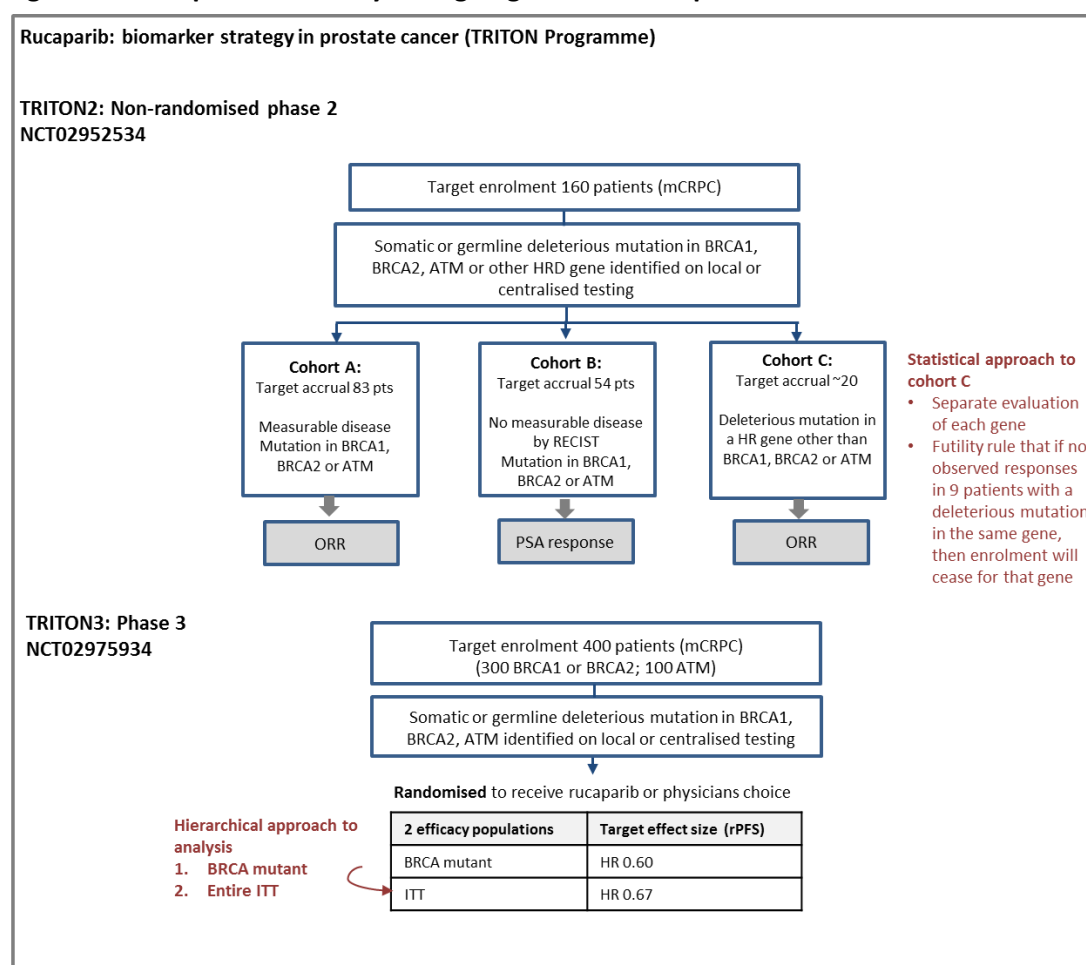 Rucaparib: biomarker strategy in prostate cancer (TRITON Programme)
TRITON2: Non-randomised phase 2
NCT02952534
Target enrolment 160 patients (mCRPC)
Somatic or germline deleterious mutation in BRCA1,
BRCA2, ATM or other HRD gene identified on local or
centralised testing
Cohort A:
Target accrual 83 pts
Measurable disease
Mutation in BRCA1,
BRCA2 or ATM
ORR
Cohort B:
Target accrual 54 pts
No measurable disease
by RECIST
Mutation in BRCA1,
BRCA2 or ATM
PSA response
Cohort C:
Target accrual ~20
Deleterious mutation in
a HR gene other than
BRCA1, BRCA2 or ATM
ORR
Statistical approach to
cohort C
• Separate evaluation
of each gene
• Futility rule that if no
observed responses
in 9 patients with a
deleterious mutation
in the same gene,
then enrolment will
cease for that gene
TRITON3: Phase 3
NCT02975934
Target enrolment 400 patients (mCRPC)
(300 BRCA1 or BRCA2; 100 ATM)
Somatic or germline deleterious mutation in BRCA1,
BRCA2, ATM identified on local or centralised testing
Randomised to receive rucaparib or physicians choice
Hierarchical approach to
analysis
1. BRCA mutant
2. Entire ITT
2 efficacy populations Target effect size (rPFS)
BRCA mutant HR 0.60
ITT HR 0.67